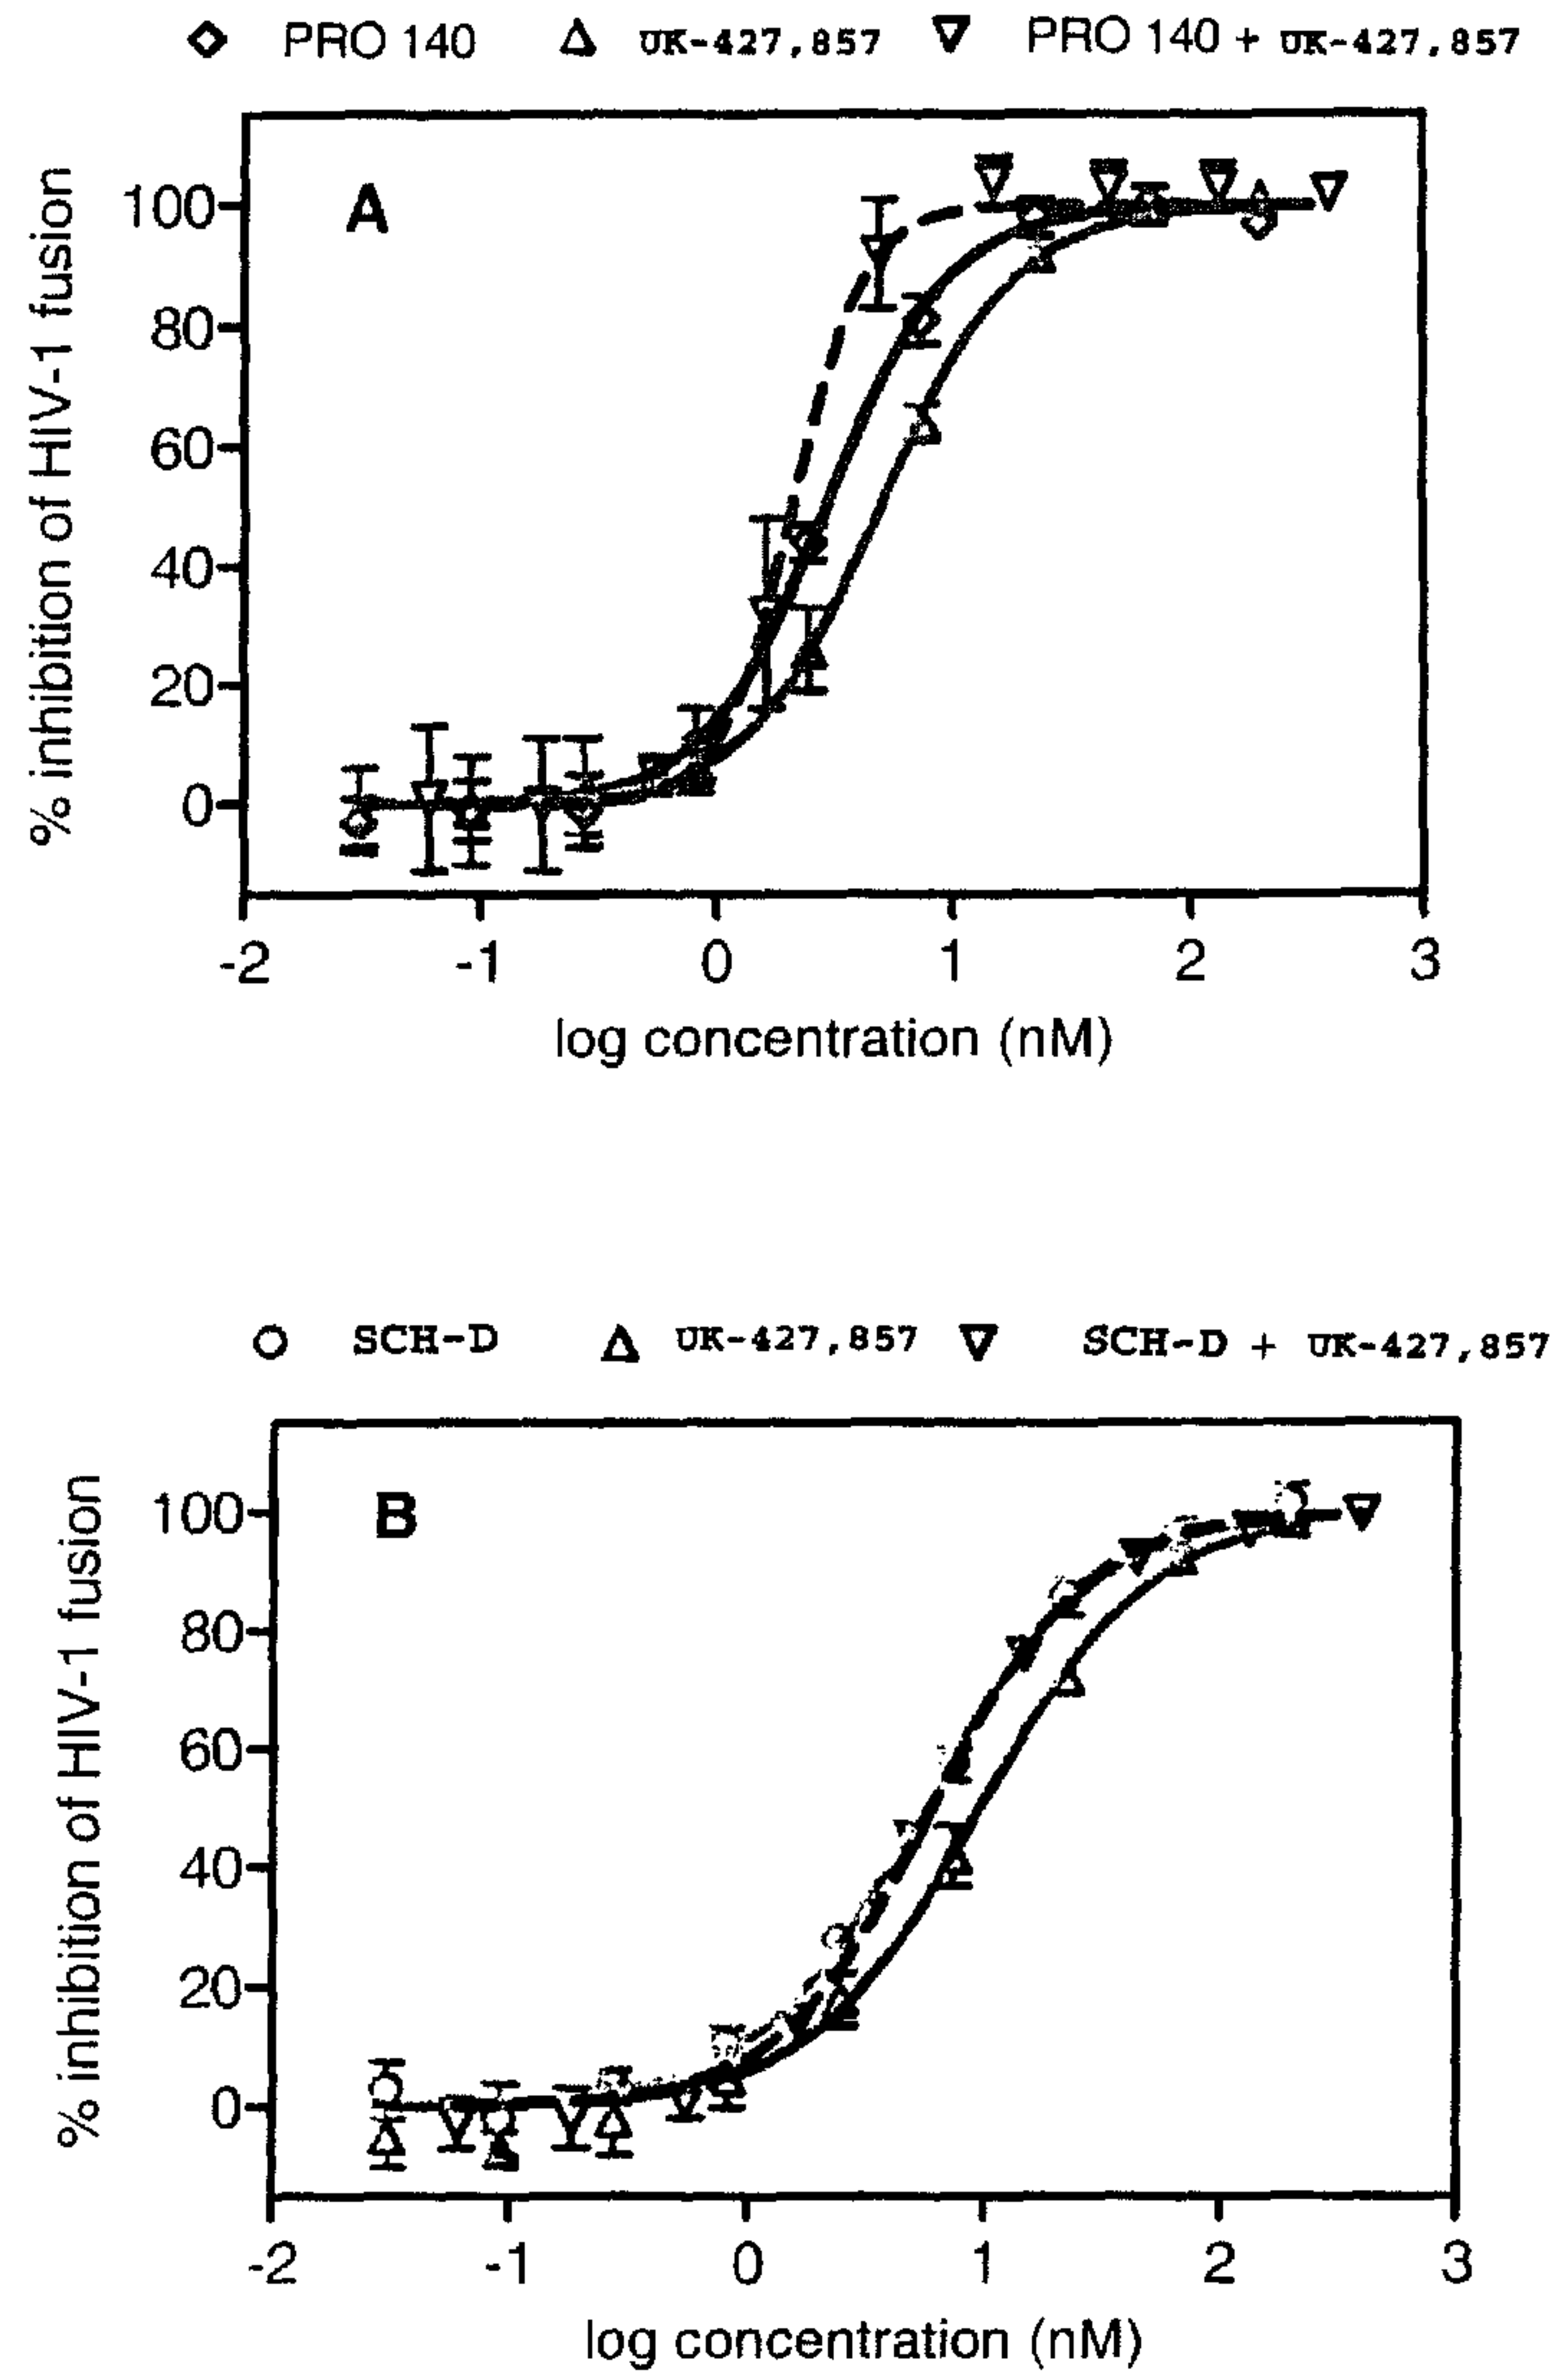 PRO 140 UK-427,857 PRO 140 + UK-427,857
A
% inhibition of HIV-1 fusion
100
80
60
40
20
0
-2 -1 0 1 2 3
log concentration (nM)
SCH-D UK-427,857 SCH-D + UK-427,857
B
% inhibition of HIV-1 fusion
100
80
60
40
20
0
-2 -1 0 1 2 3
log concentration (nM)